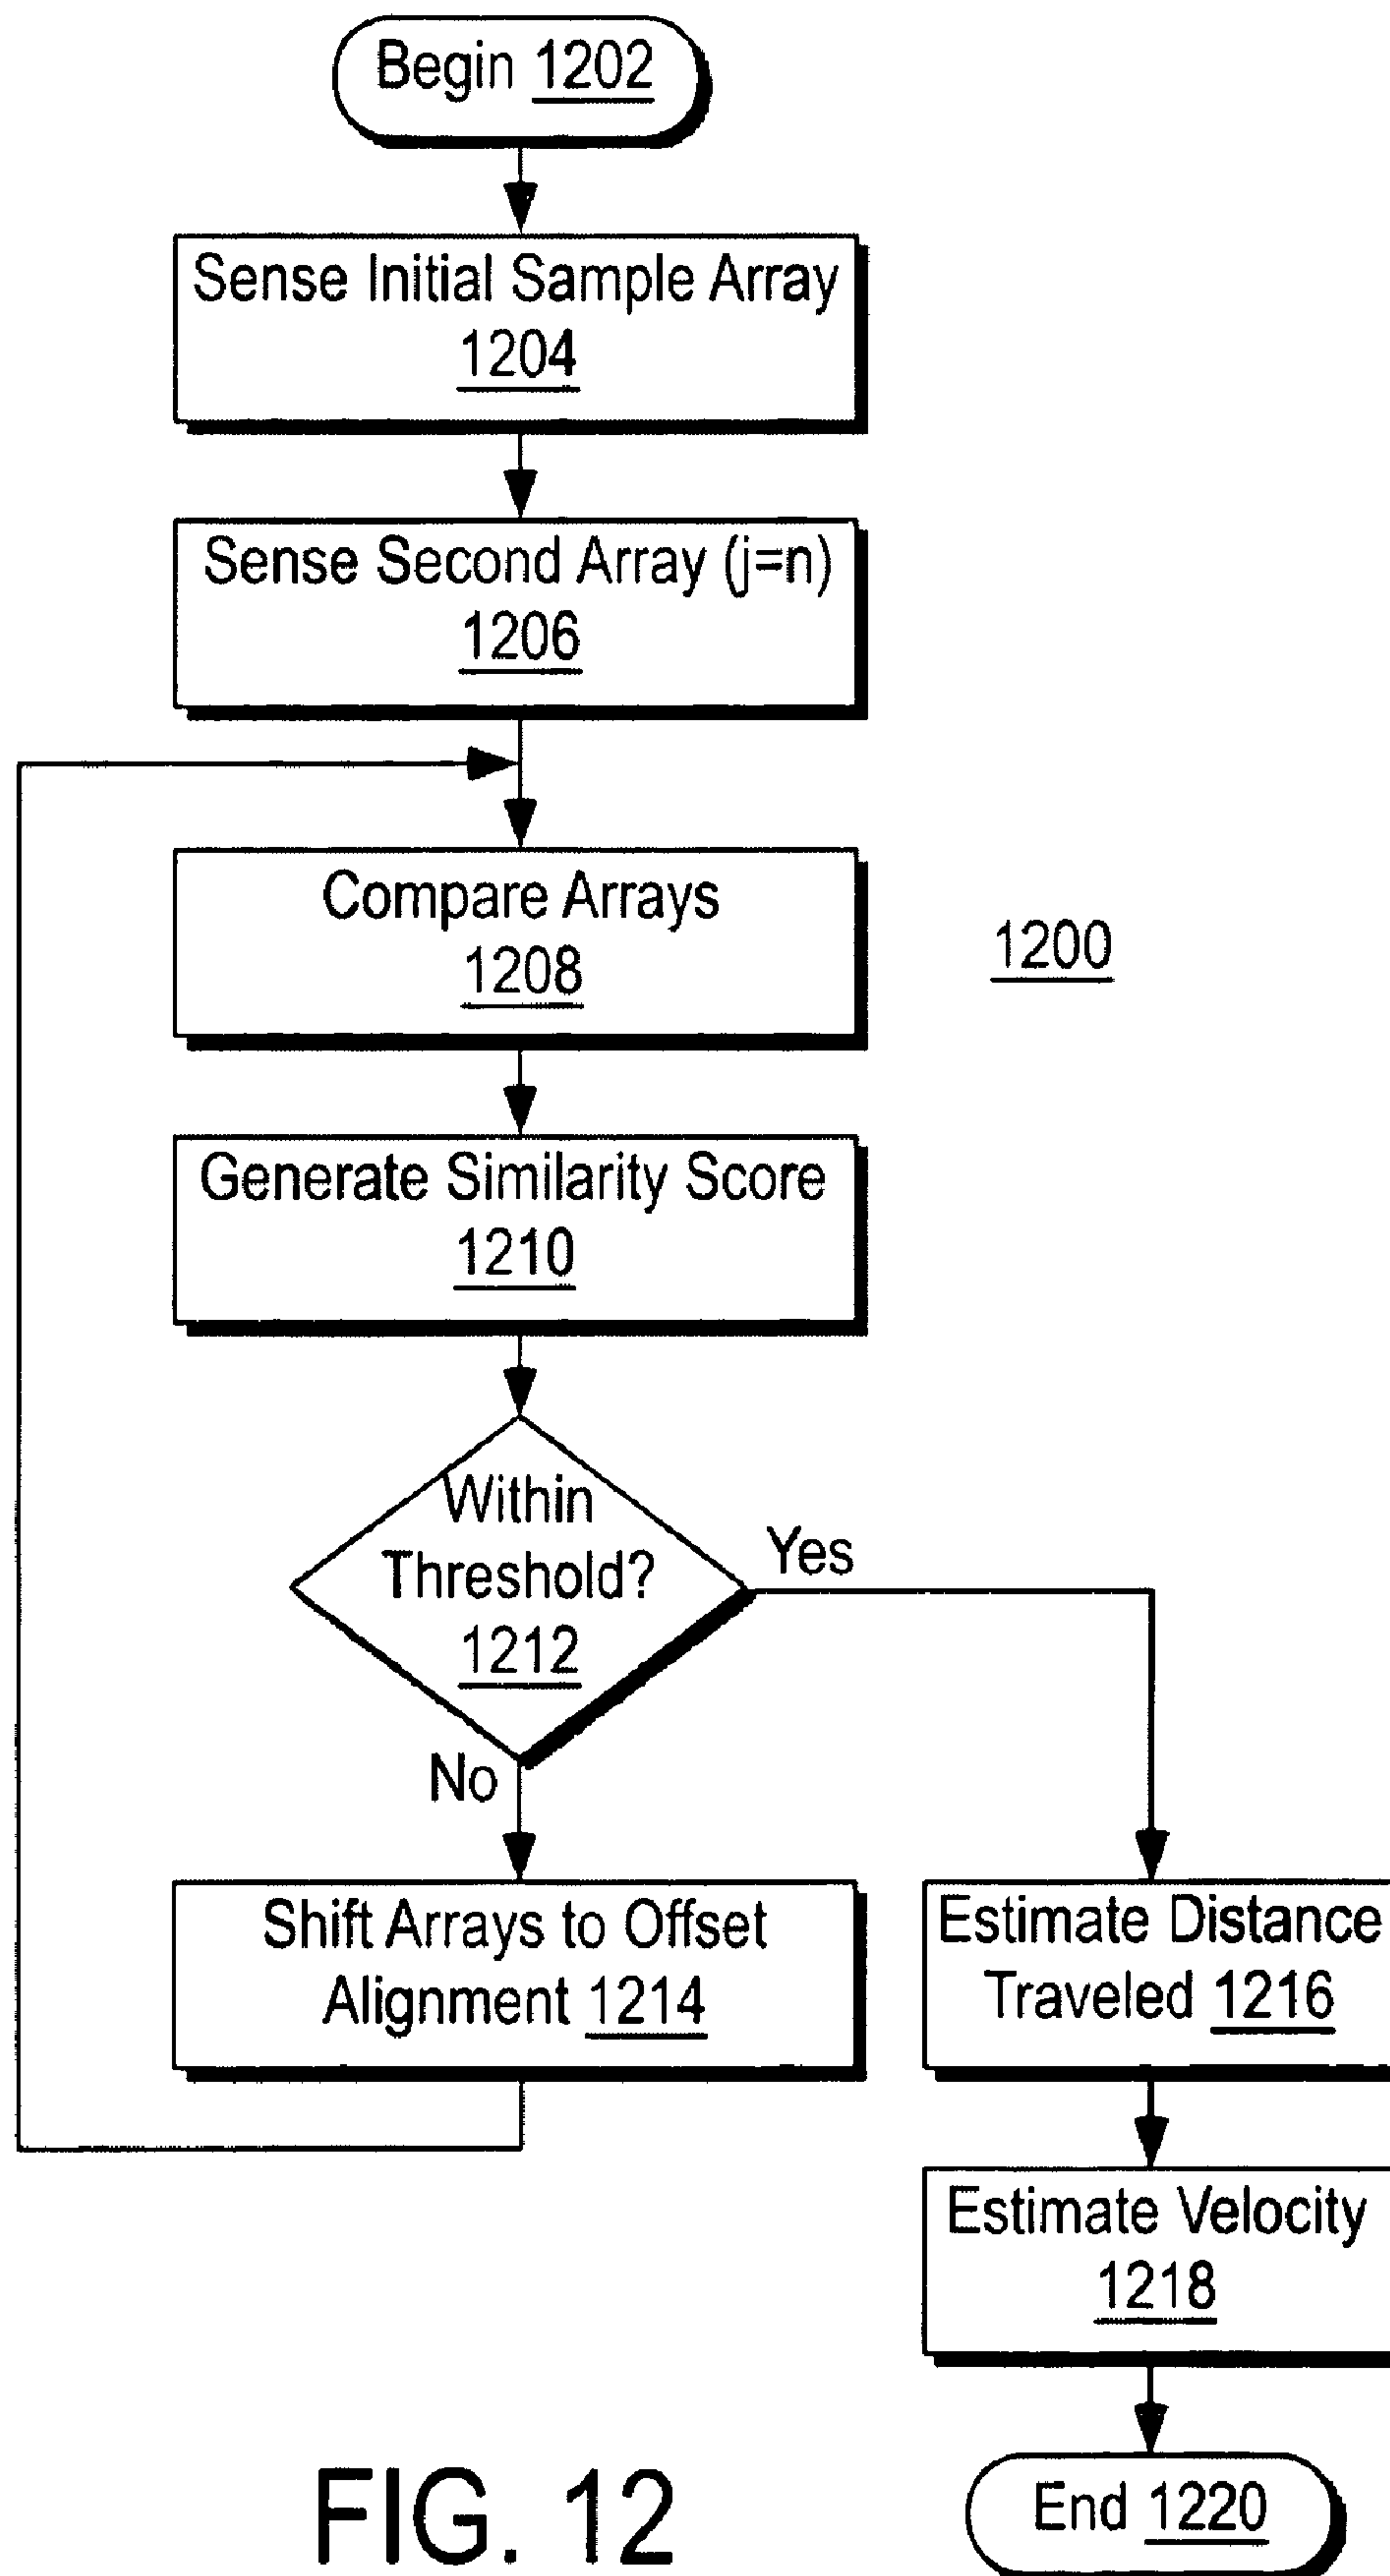 Begin 1202
Sense Initial Sample Array
1204
Sense Second Array (j=n)
1206
Compare Arrays
1208
1200
Generate Similarity Score
1210
Within
Threshold?
1212
Yes
No
Shift Arrays to Offset
Alignment 1214
Estimate Distance
Traveled 1216
Estimate Velocity
1218
End 1220
FIG. 12